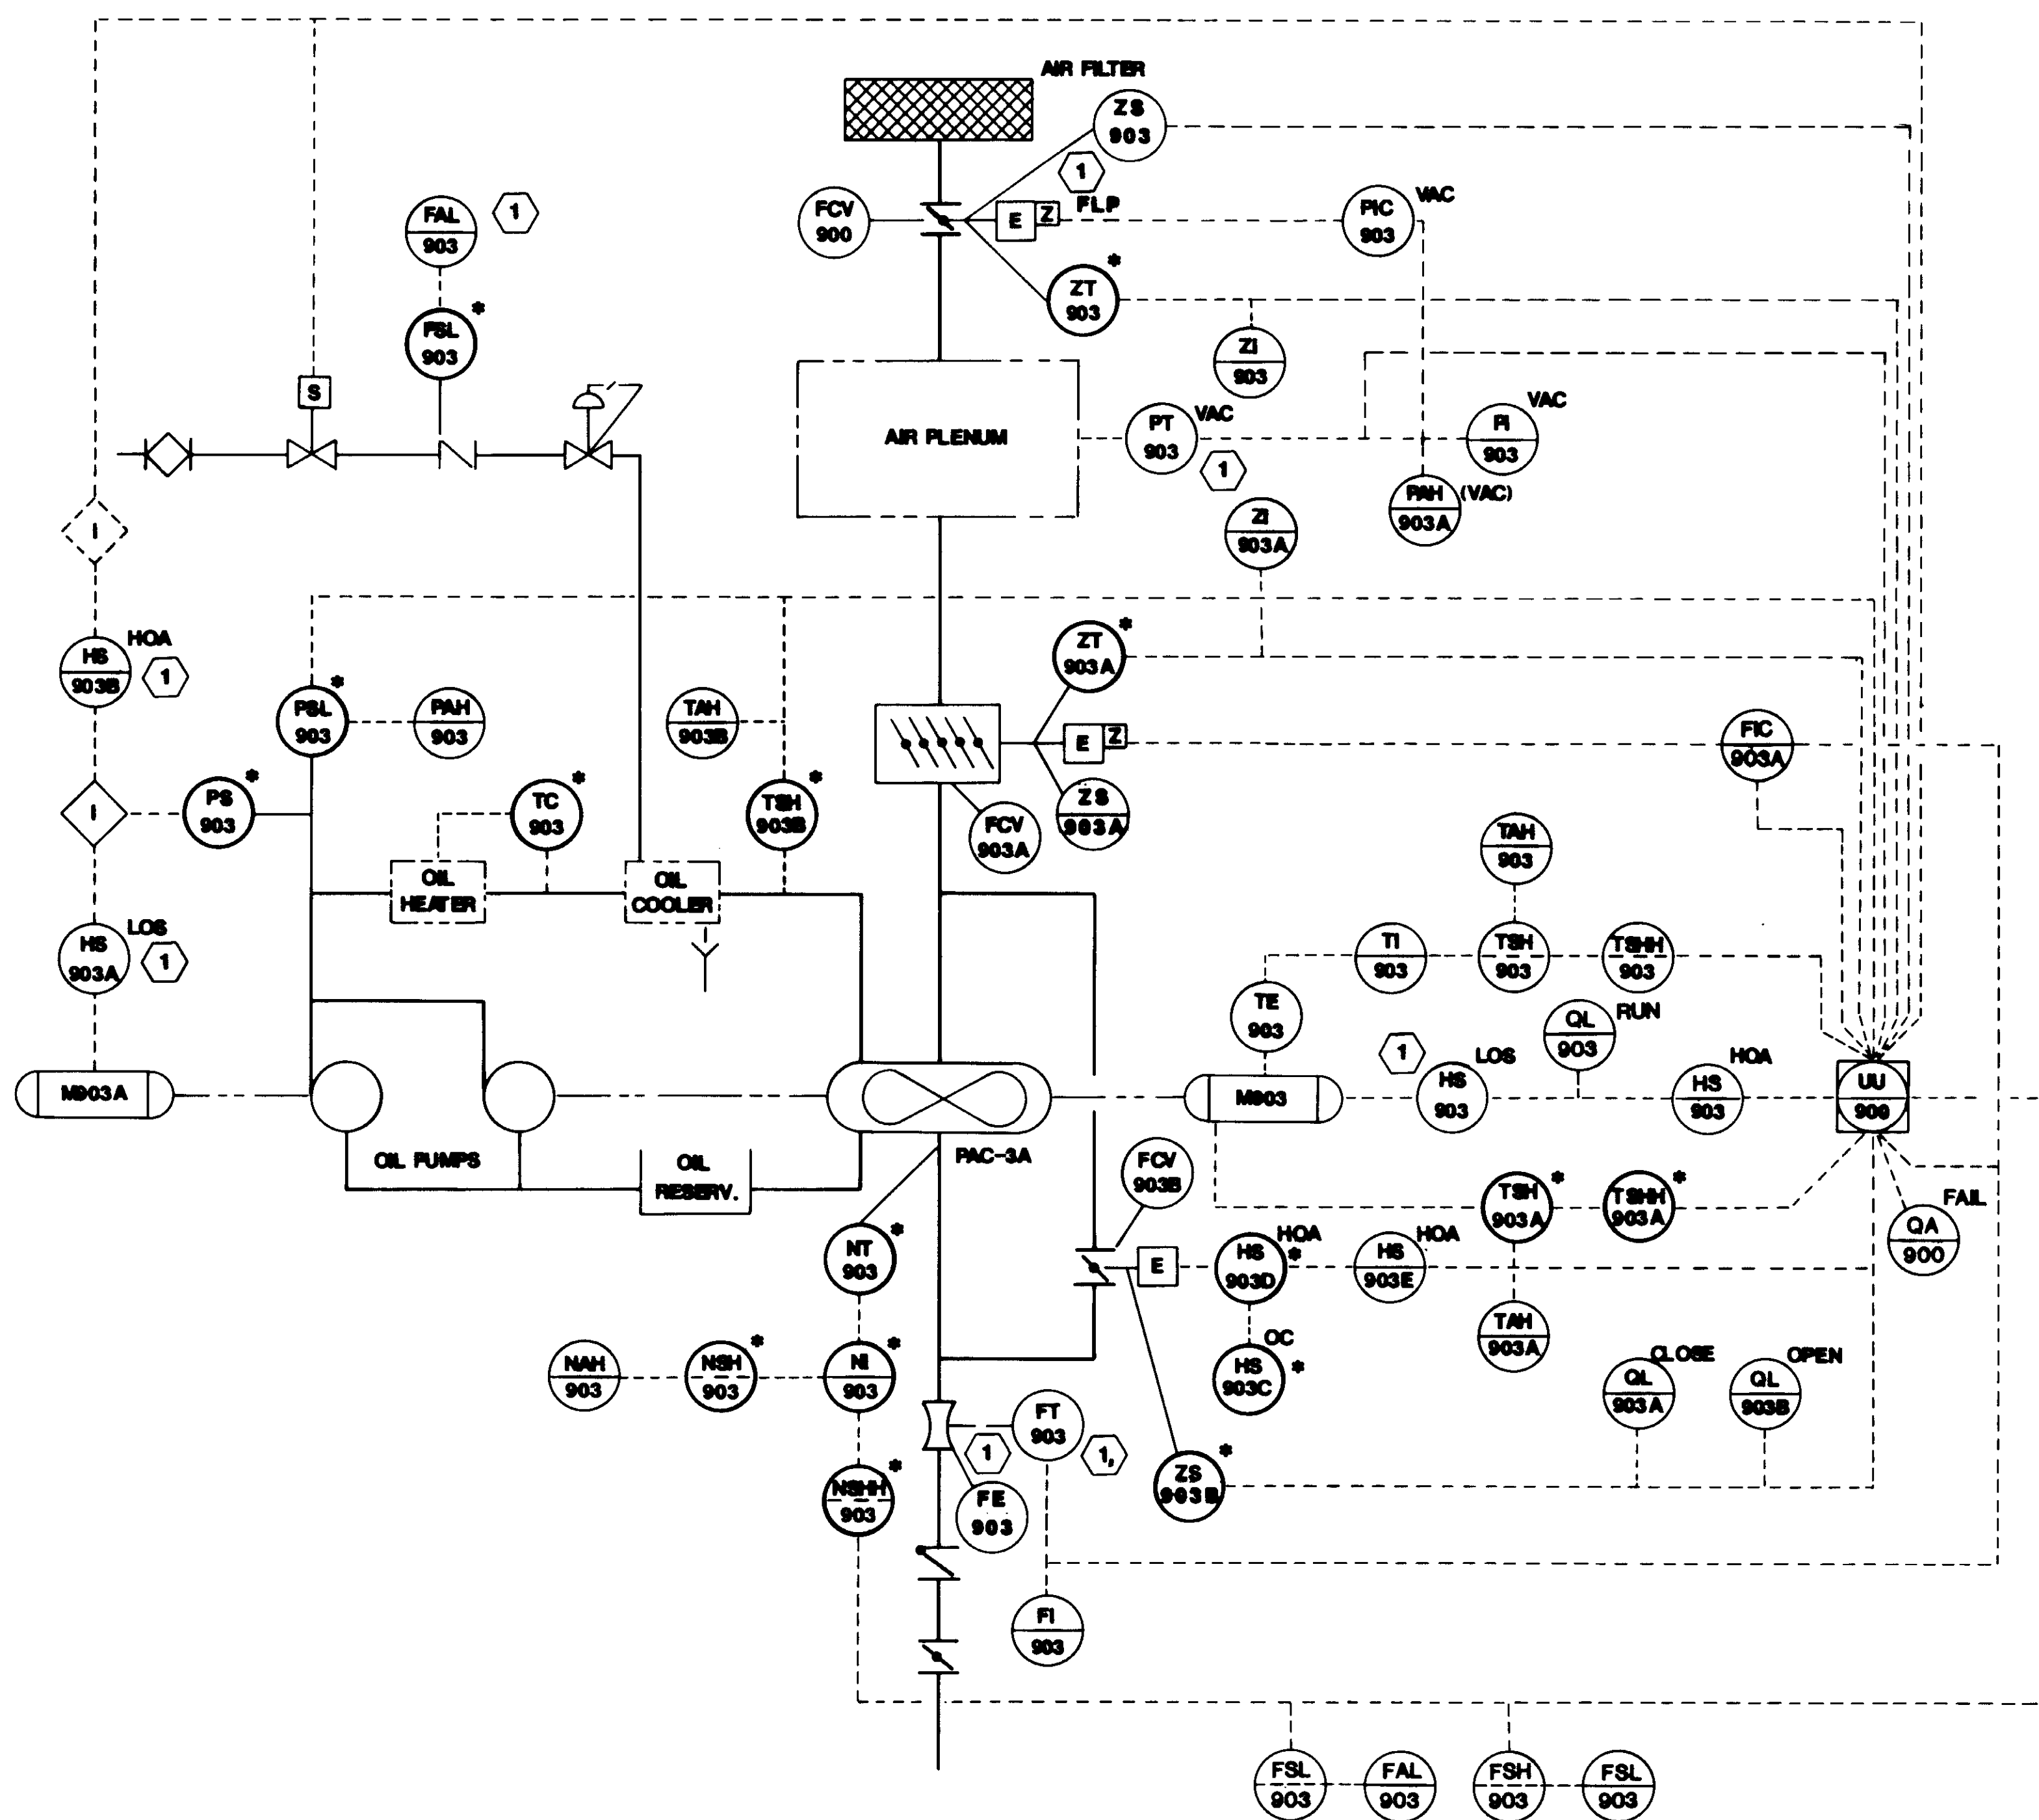 AIR FILTER
ZS
903
1
FAL
903
1
FCV
900
E
Z
FLP
PIC
903
VAC
ZT
903
*
FSL
903
*
ZI
903
S
AIR PLENUM
PT
903
VAC
1
PI
903
VAC
PAH
903A
(VAC)
I
ZI
903A
HS
903B
HOA
1
ZT
903A
*
PSL
903
*
PAH
903
TAH
903B
E
Z
FIC
903A
I
PS
903
*
TC
903
*
TSH
903B
*
FCV
903A
ZS
903A
TAH
903
OIL
HEATER
OIL
COOLER
HS
903A
LOS
1
TI
903
TSH
903
TSHH
903
TE
903
QL
903
RUN
1
HS
903
LOS
HS
903
HOA
UU
900
M903A
M903
OIL PUMPS
OIL
RESERV.
PAC-3A
FCV
903B
TSH
903A
*
TSHH
903A
*
QA
900
FAIL
NT
903
*
E
HS
903D
HOA
*
HS
903E
HOA
TAH
903A
NAH
903
NSH
903
*
NI
903
*
OC
HS
903C
*
CLOSE
QL
903A
OPEN
QL
903B
FT
903
1
1,
NSHH
903
*
FE
903
ZS
903B
*
FI
903
FSL
903
FAL
903
FSH
903
FSL
903